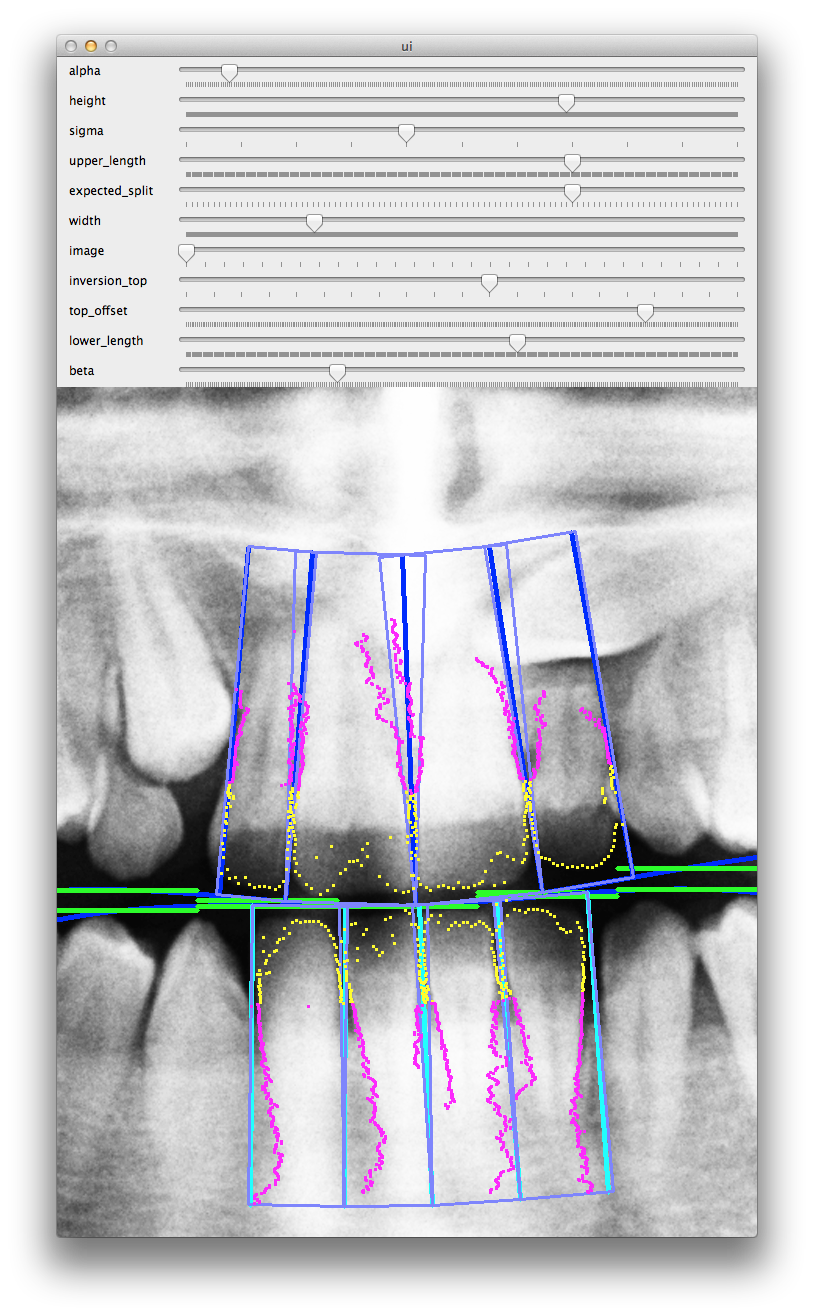 ui
alpha
height
sigma
upper_length
expected_split
width
image
inversion_top
top_offset
lower_length
beta